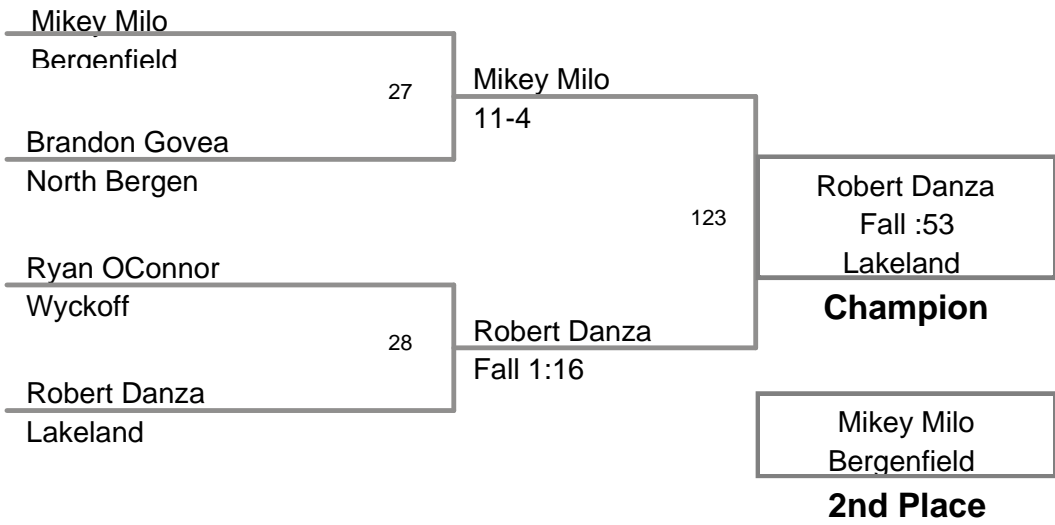 Mikey Milo
Bergenfield
27
Mikey Milo
11-4
Brandon Govea
North Bergen
123
Robert Danza
Fall :53
Lakeland
Champion
Ryan OConnor
Wyckoff
28
Robert Danza
Fall 1:16
Robert Danza
Lakeland
Mikey Milo
Bergenfield
2nd Place